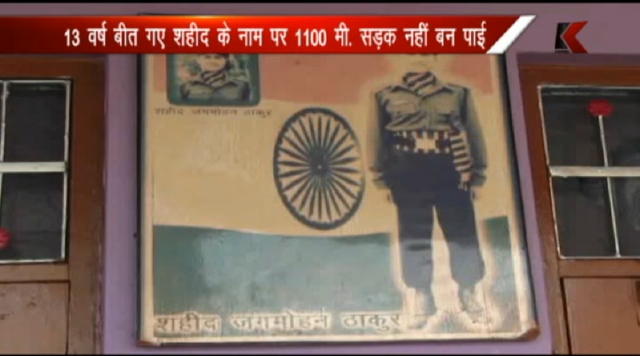 13 वर्ष बीत गए शहीद के नाम पर 1100 मी. सड़क नहीं बन पाई
K
शहीद जगमोहन ठाकुर
शहीद जगमोहन ठाकुर